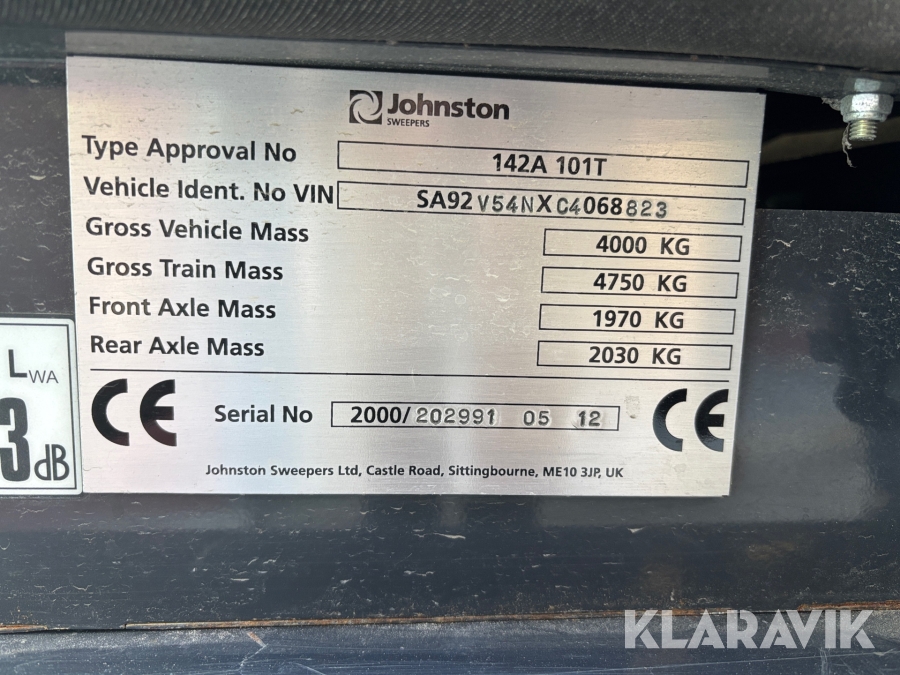 Johnston
SWEEPERS
Type Approval No 142A 101T
Vehicle Ident. No VIN SA92V54NXC4068823
Gross Vehicle Mass 4000 KG
Gross Train Mass 4750 KG
Front Axle Mass 1970 KG
Rear Axle Mass 2030 KG
LWA
3dB
CE Serial No 2000/202991 05 12 CE
Johnston Sweepers Ltd, Castle Road, Sittingbourne, ME10 3JP, UK
KLARAVIK